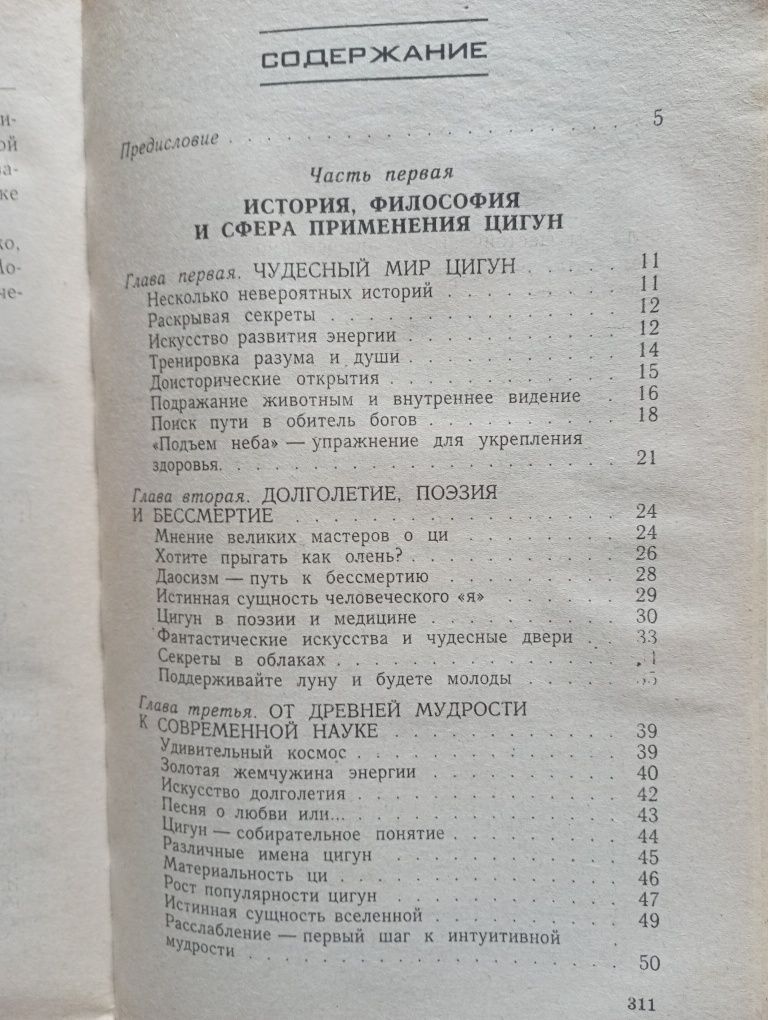 СОДЕРЖАНИЕ
Предисловие . . . . . . . . . . . . . . . . . . . . 5
Часть первая
ИСТОРИЯ, ФИЛОСОФИЯ
И СФЕРА ПРИМЕНЕНИЯ ЦИГУН
Глава первая. ЧУДЕСНЫЙ МИР ЦИГУН . . . . . 11
Несколько невероятных историй . . . . . . . . . 11
Раскрывая секреты . . . . . . . . . . . . . . 12
Искусство развития энергии . . . . . . . . . . 12
Тренировка разума и души . . . . . . . . . . 14
Доисторические открытия . . . . . . . . . . . 15
Подражание животным и внутреннее видение . . 16
Поиск пути в обитель богов . . . . . . . . . . 18
«Подъем неба» — упражнение для укрепления
здоровья. . . . . . . . . . . . . . . . . . . 21
Глава вторая. ДОЛГОЛЕТИЕ, ПОЭЗИЯ
И БЕССМЕРТИЕ . . . . . . . . . . . . . . . . 24
Мнение великих мастеров о ци . . . . . . . . 24
Хотите прыгать как олень? . . . . . . . . . . 26
Даосизм — путь к бессмертию . . . . . . . . 28
Истинная сущность человеческого «я» . . . . . 29
Цигун в поэзии и медицине . . . . . . . . . 30
Фантастические искусства и чудесные двери . . 33
Секреты в облаках . . . . . . . . . . . . .
Поддерживайте луну и будете молоды . . . .
Глава третья. ОТ ДРЕВНЕЙ МУДРОСТИ
К СОВРЕМЕННОЙ НАУКЕ . . . . . . . . . . . 39
Удивительный космос . . . . . . . . . . . . 39
Золотая жемчужина энергии . . . . . . . . . 40
Искусство долголетия . . . . . . . . . . . . 42
Песня о любви или... . . . . . . . . . . . . 43
Цигун — собирательное понятие . . . . . . . . 44
Различные имена цигун . . . . . . . . . . . 45
Материальность ци . . . . . . . . . . . . . 46
Рост популярности цигун . . . . . . . . . . 47
Истинная сущность вселенной . . . . . . . . 49
Расслабление — первый шаг к интуитивной
мудрости . . . . . . . . . . . . . . . . . 50
311